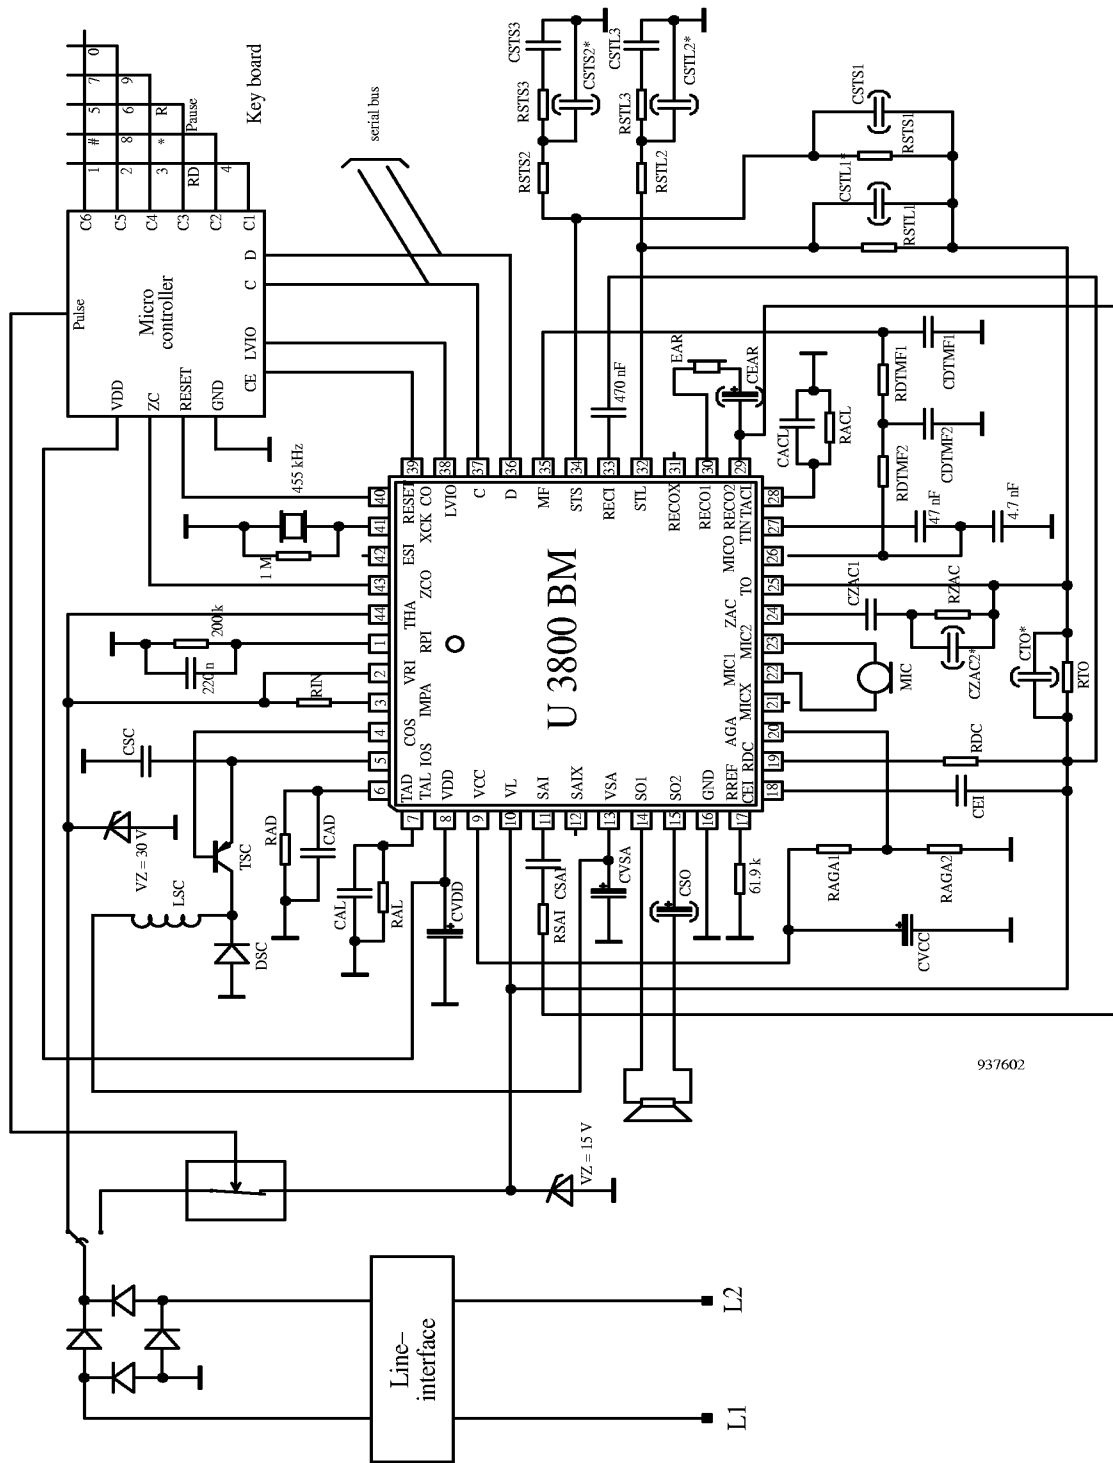 0
7
9
5
6
R
Pause
#
8
*
1
2
3
RD
4
Key board
serial bus
C6
C5
C4
C3
C2
C1
D
C
LVIO
CE
Pulse
Micro
controller
VDD
ZC
RESET
GND
CSTS3
RSTS3
CSTS2*
RSTS2
CSTL3
RSTL3
CSTL2*
RSTL2
CSTS1
RSTS1
CSTL1*
RSTL1
455 kHz
1 M
200 k
220 n
RIN
CSC
VZ = 30 V
TSC
LSC
DSC
RAD
CAD
CAL
RAL
CVDD
470 nF
EAR
CEAR
CACL
RACL
RDTMF1
CDTMF1
RDTMF2
CDTMF2
47 nF
4.7 nF
CZAC1
RZAC
CZAC2*
MIC
CTO*
RTO
RDC
CEI
RAGA1
RAGA2
CVCC
61.9 k
CSO
CVSA
CSAI
RSAI
U 3800 BM
39
38
37
36
35
34
33
32
31
30
29
RESET
CO
LVIO
C
D
MF
STS
RECI
STL
RECOX
RECO1
RECO2
TACL
40
41
42
43
44
1
2
3
4
5
6
XCK
ESI
ZCO
THA
RPI
VRI
IMPA
COS
IOS
TAD
28
27
26
25
24
23
22
21
20
19
18
TIN
MICO
TO
ZAC
MIC2
MIC1
MICX
AGA
RDC
CEI
7
8
9
10
11
12
13
14
15
16
17
TAL
VDD
VCC
VL
SAI
SAIX
VSA
SO1
SO2
GND
RREF
VZ = 15 V
937602
Line–
interface
L2
L1